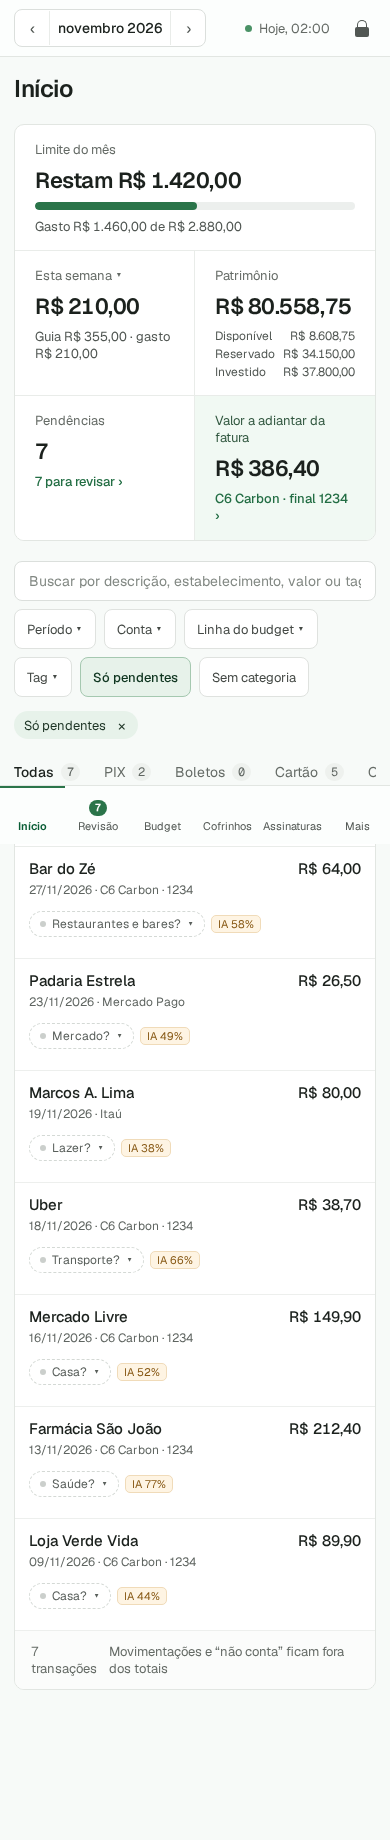 ‹ novembro 2026 › Hoje, 02:00
Início
Limite do mês
Restam R$ 1.420,00
Gasto R$ 1.460,00 de R$ 2.880,00
Esta semana ▾
R$ 210,00
Guia R$ 355,00 · gasto
R$ 210,00
Patrimônio
R$ 80.558,75
Disponível R$ 8.608,75
Reservado R$ 34.150,00
Investido R$ 37.800,00
Pendências
7
7 para revisar ›
Valor a adiantar da
fatura
R$ 386,40
C6 Carbon · final 1234
›
Buscar por descrição, estabelecimento, valor ou tag
Período ▾ Conta ▾ Linha do budget ▾
Tag ▾ Só pendentes Sem categoria
Só pendentes ×
Todas 7 PIX 2 Boletos 0 Cartão 5 C
7
Início Revisão Budget Cofrinhos Assinaturas Mais
Bar do Zé R$ 64,00
27/11/2026 · C6 Carbon · 1234
Restaurantes e bares? ▾ IA 58%
Padaria Estrela R$ 26,50
23/11/2026 · Mercado Pago
Mercado? ▾ IA 49%
Marcos A. Lima R$ 80,00
19/11/2026 · Itaú
Lazer? ▾ IA 38%
Uber R$ 38,70
18/11/2026 · C6 Carbon · 1234
Transporte? ▾ IA 66%
Mercado Livre R$ 149,90
16/11/2026 · C6 Carbon · 1234
Casa? ▾ IA 52%
Farmácia São João R$ 212,40
13/11/2026 · C6 Carbon · 1234
Saúde? ▾ IA 77%
Loja Verde Vida R$ 89,90
09/11/2026 · C6 Carbon · 1234
Casa? ▾ IA 44%
7
transações
Movimentações e “não conta” ficam fora
dos totais